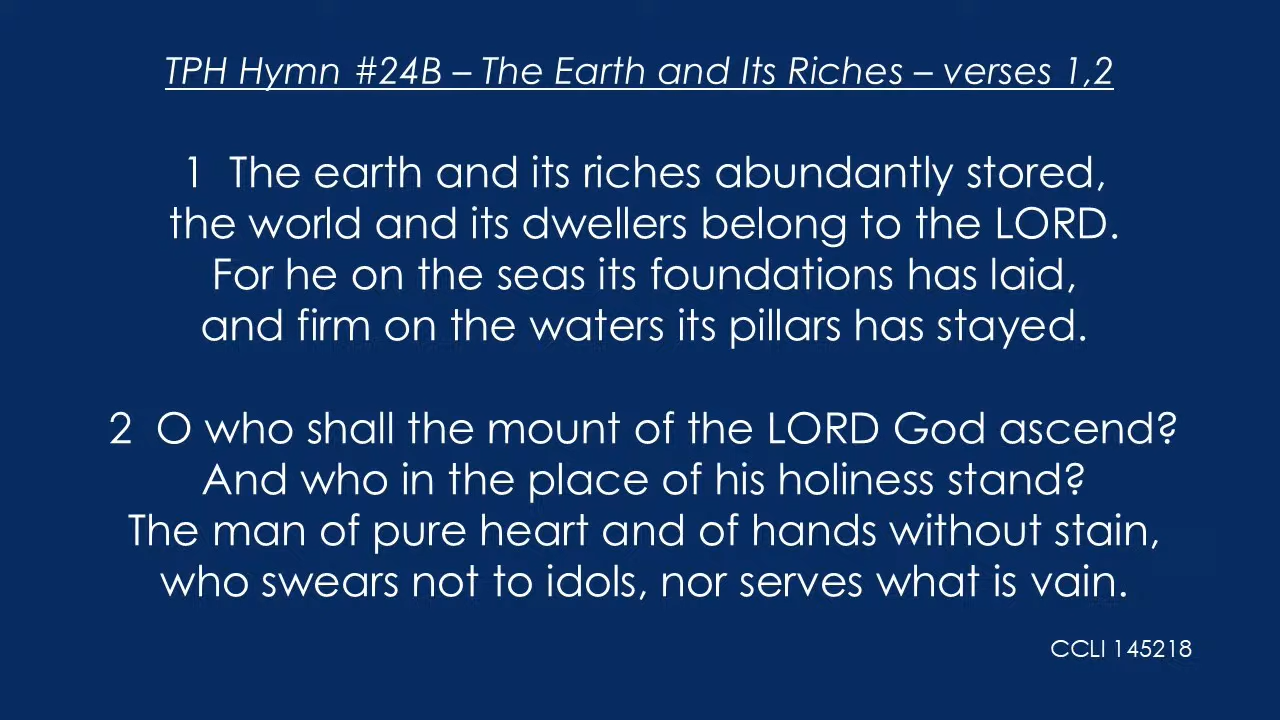 TPH Hymn #24B – The Earth and Its Riches – verses 1,2
1 The earth and its riches abundantly stored,
the world and its dwellers belong to the LORD.
For he on the seas its foundations has laid,
and firm on the waters its pillars has stayed.
2 O who shall the mount of the LORD God ascend?
And who in the place of his holiness stand?
The man of pure heart and of hands without stain,
who swears not to idols, nor serves what is vain.
CCLI 145218